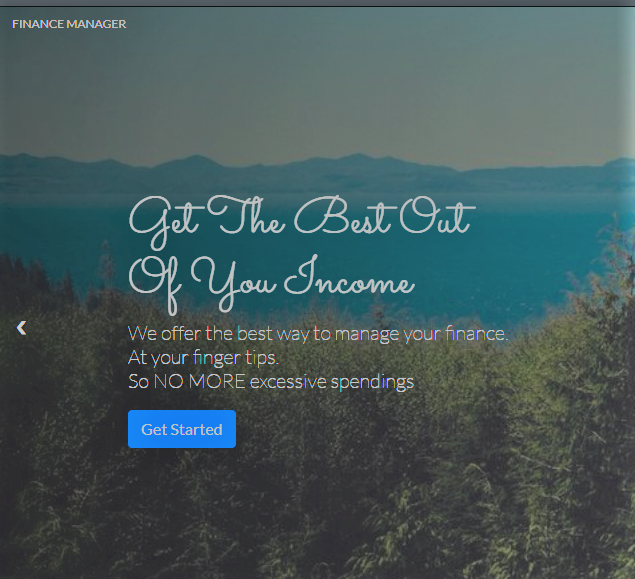 FINANCE MANAGER
Get The Best Out
Of You Income
We offer the best way to manage your finance.
At your finger tips.
So NO MORE excessive spendings
Get Started